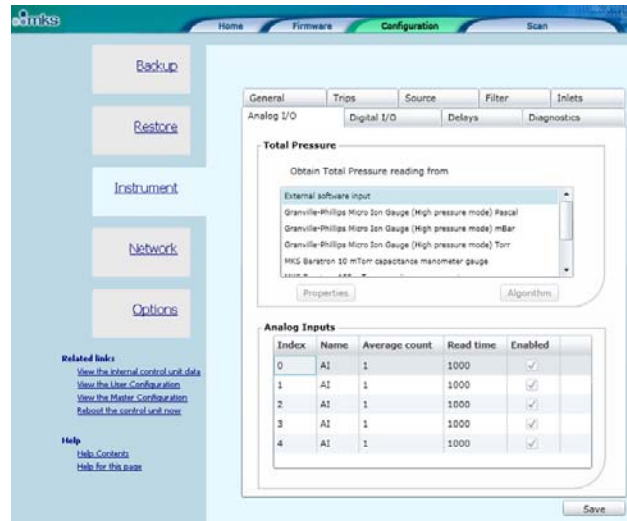 mks
Home Firmware Configuration Scan
Backup
Restore
Instrument
Network
Options
Related links
View the internal control unit data
View the User Configuration
View the Master Configuration
Reboot the control unit now
Help
Help Contents
Help for this page
General Trips Source Filter Inlets
Analog I/O Digital I/O Delays Diagnostics
Total Pressure
Obtain Total Pressure reading from
External software input
Granville-Phillips Micro Ion Gauge (High pressure mode) Pascal
Granville-Phillips Micro Ion Gauge (High pressure mode) mBar
Granville-Phillips Micro Ion Gauge (High pressure mode) Torr
MKS Baratron 10 mTorr capacitance manometer gauge
Properties Algorithm
Analog Inputs
Index Name Average count Read time Enabled
0 AI 1 1000
1 AI 1 1000
2 AI 1 1000
3 AI 1 1000
4 AI 1 1000
Save